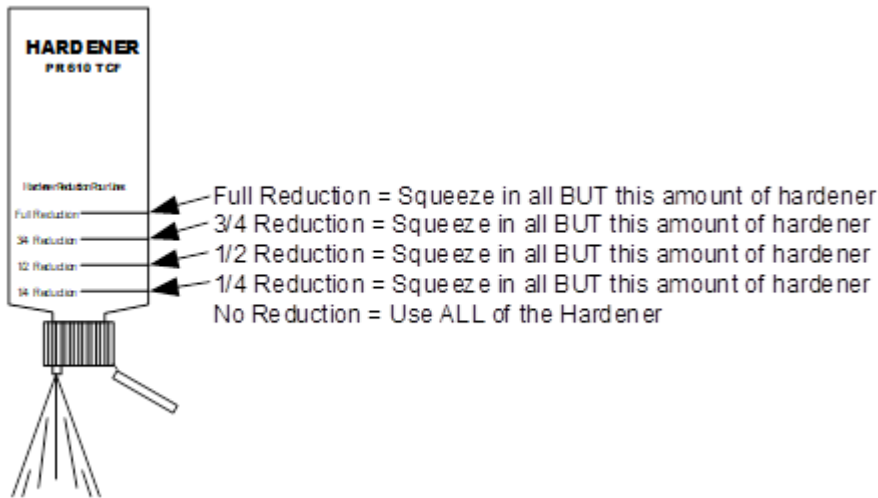 HARDENER
PR610 TCF
Hardener Reduction Pour Lines
Full Reduction
Full Reduction = Squeeze in all BUT this amount of hardener
3/4 Reduction
3/4 Reduction = Squeeze in all BUT this amount of hardener
1/2 Reduction
1/2 Reduction = Squeeze in all BUT this amount of hardener
1/4 Reduction
1/4 Reduction = Squeeze in all BUT this amount of hardener
No Reduction = Use ALL of the Hardener